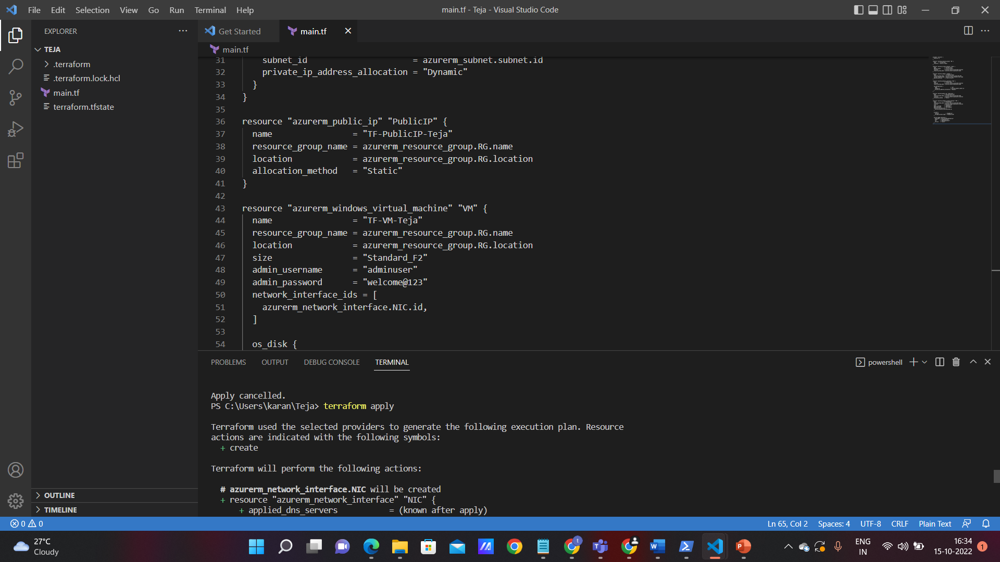 File Edit Selection View Go Run Terminal Help
main.tf - Teja - Visual Studio Code
EXPLORER
TEJA
.terraform
.terraform.lock.hcl
main.tf
terraform.tfstate
OUTLINE
TIMELINE
Get Started
main.tf
main.tf
31 subnet_id = azurerm_subnet.subnet.id
32 private_ip_address_allocation = "Dynamic"
33 }
34 }
35
36 resource "azurerm_public_ip" "PublicIP" {
37 name = "TF-PublicIP-Teja"
38 resource_group_name = azurerm_resource_group.RG.name
39 location = azurerm_resource_group.RG.location
40 allocation_method = "Static"
41 }
42
43 resource "azurerm_windows_virtual_machine" "VM" {
44 name = "TF-VM-Teja"
45 resource_group_name = azurerm_resource_group.RG.name
46 location = azurerm_resource_group.RG.location
47 size = "Standard_F2"
48 admin_username = "adminuser"
49 admin_password = "welcome@123"
50 network_interface_ids = [
51 azurerm_network_interface.NIC.id,
52 ]
53
54 os_disk {
PROBLEMS OUTPUT DEBUG CONSOLE TERMINAL
powershell
Apply cancelled.
PS C:\Users\karan\Teja> terraform apply
Terraform used the selected providers to generate the following execution plan. Resource
actions are indicated with the following symbols:
+ create
Terraform will perform the following actions:
# azurerm_network_interface.NIC will be created
+ resource "azurerm_network_interface" "NIC" {
+ applied_dns_servers = (known after apply)
0 0
Ln 65, Col 2 Spaces: 4 UTF-8 CRLF Plain Text
27°C
Cloudy
ENG
IN
16:34
15-10-2022
1